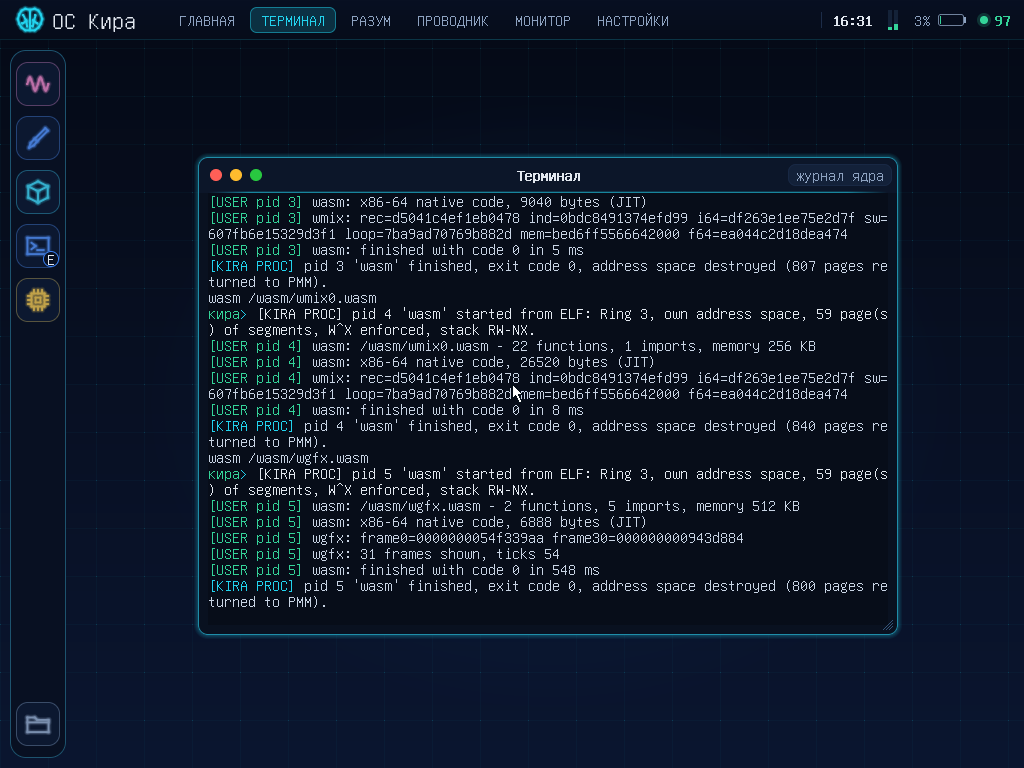 ОС Кира
ГЛАВНАЯ ТЕРМИНАЛ РАЗУМ ПРОВОДНИК МОНИТОР НАСТРОЙКИ
16:31 3% 97
E
Терминал
журнал ядра
[USER pid 3] wasm: x86-64 native code, 9040 bytes (JIT)
[USER pid 3] wmix: rec=d5041c4ef1eb0478 ind=0bdc8491374efd99 i64=df263e1ee75e2d7f sw=
607fb6e15329d3f1 loop=7ba9ad70769b882d mem=bed6ff5566642000 f64=ea044c2d18dea474
[USER pid 3] wasm: finished with code 0 in 5 ms
[KIRA PROC] pid 3 'wasm' finished, exit code 0, address space destroyed (807 pages re
turned to PMM).
wasm /wasm/wmix0.wasm
кира> [KIRA PROC] pid 4 'wasm' started from ELF: Ring 3, own address space, 59 page(s
) of segments, W^X enforced, stack RW-NX.
[USER pid 4] wasm: /wasm/wmix0.wasm - 22 functions, 1 imports, memory 256 KB
[USER pid 4] wasm: x86-64 native code, 26520 bytes (JIT)
[USER pid 4] wmix: rec=d5041c4ef1eb0478 ind=0bdc8491374efd99 i64=df263e1ee75e2d7f sw=
607fb6e15329d3f1 loop=7ba9ad70769b882d mem=bed6ff5566642000 f64=ea044c2d18dea474
[USER pid 4] wasm: finished with code 0 in 8 ms
[KIRA PROC] pid 4 'wasm' finished, exit code 0, address space destroyed (840 pages re
turned to PMM).
wasm /wasm/wgfx.wasm
кира> [KIRA PROC] pid 5 'wasm' started from ELF: Ring 3, own address space, 59 page(s
) of segments, W^X enforced, stack RW-NX.
[USER pid 5] wasm: /wasm/wgfx.wasm - 2 functions, 5 imports, memory 512 KB
[USER pid 5] wasm: x86-64 native code, 6888 bytes (JIT)
[USER pid 5] wgfx: frame0=0000000054f339aa frame30=000000000943d884
[USER pid 5] wgfx: 31 frames shown, ticks 54
[USER pid 5] wasm: finished with code 0 in 548 ms
[KIRA PROC] pid 5 'wasm' finished, exit code 0, address space destroyed (800 pages re
turned to PMM).